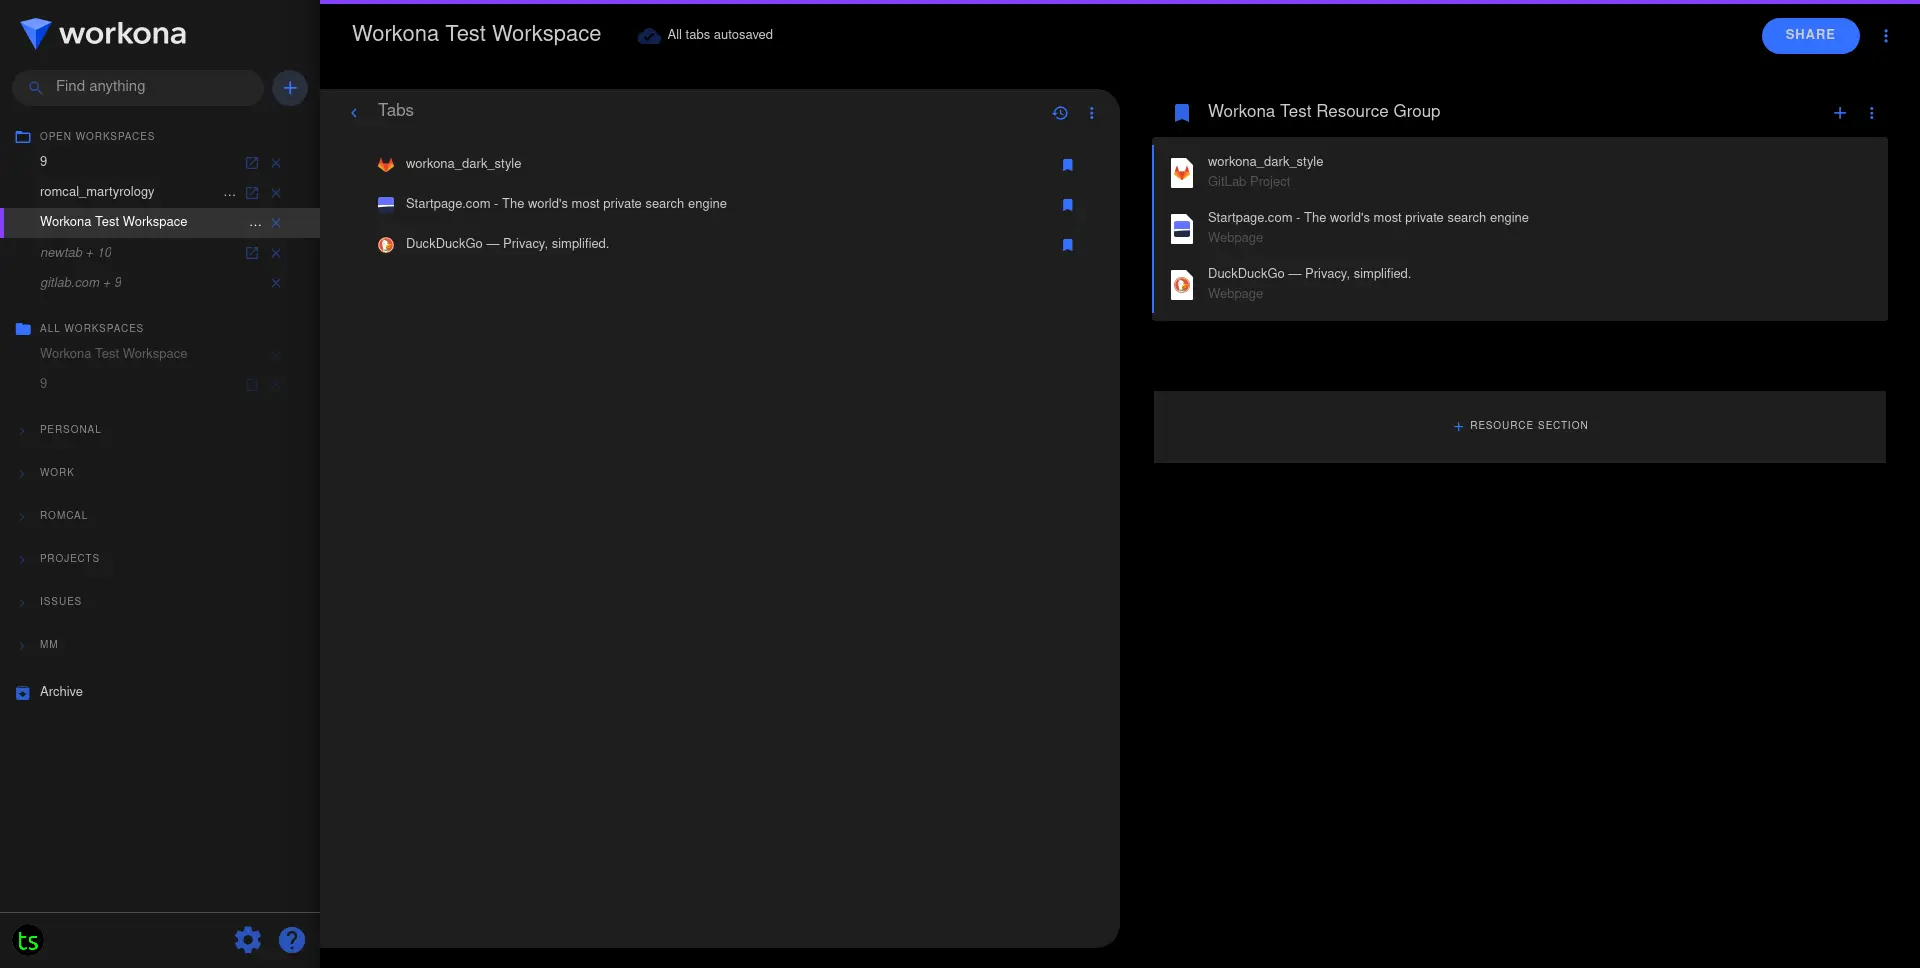 workona
Find anything
OPEN WORKSPACES
9
romcal_martyrology ...
Workona Test Workspace ...
newtab + 10
gitlab.com + 9
ALL WORKSPACES
Workona Test Workspace
9
PERSONAL
WORK
ROMCAL
PROJECTS
ISSUES
MM
Archive
ts
Workona Test Workspace
All tabs autosaved
SHARE
Tabs
workona_dark_style
Startpage.com - The world's most private search engine
DuckDuckGo — Privacy, simplified.
Workona Test Resource Group
workona_dark_style
GitLab Project
Startpage.com - The world's most private search engine
Webpage
DuckDuckGo — Privacy, simplified.
Webpage
+ RESOURCE SECTION